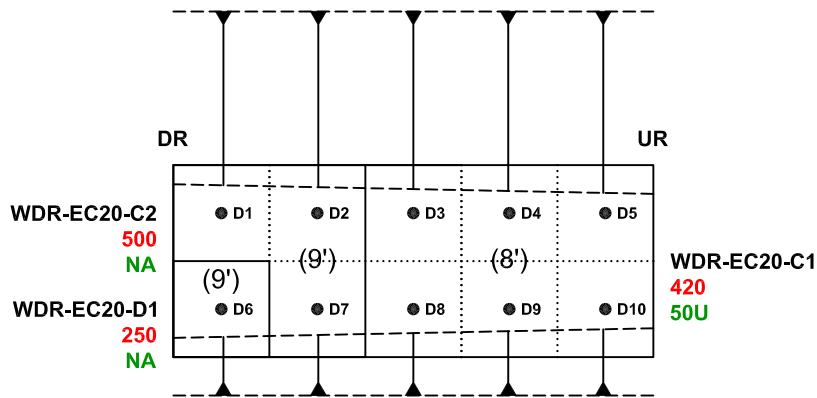 DR
UR
WDR-EC20-C2
500
NA
D1
D2
D3
D4
D5
(9')
(9')
(8')
WDR-EC20-C1
420
50U
WDR-EC20-D1
250
NA
D6
D7
D8
D9
D10